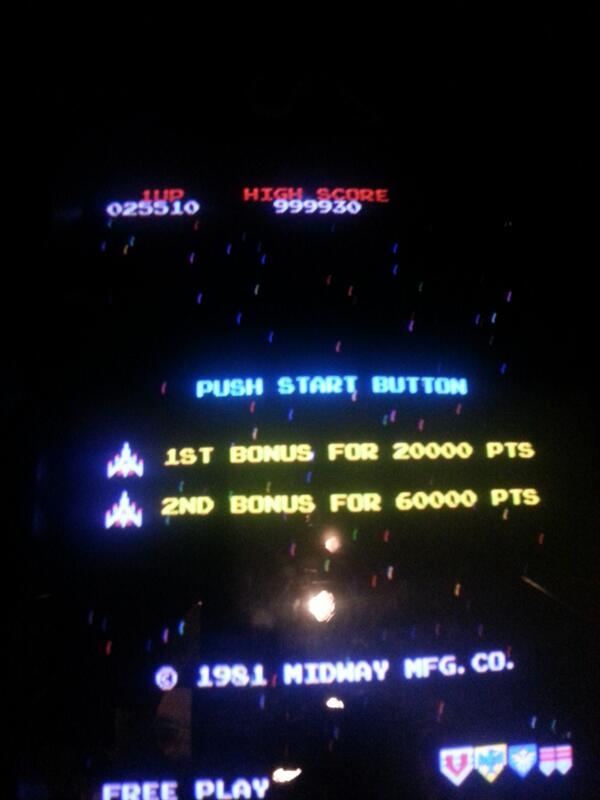 1UP HIGH SCORE
025510 999930
PUSH START BUTTON
1ST BONUS FOR 20000 PTS
2ND BONUS FOR 60000 PTS
© 1981 MIDWAY MFG. CO.
FREE PLAY